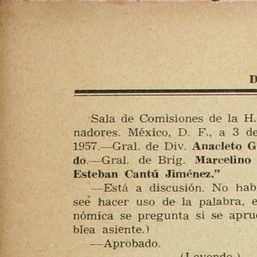 D
Sala de Comisiones de la H.
nadores. México, D. F., a 3 de
1957.—Gral. de Div. Anacleto G
do.—Gral. de Brig. Marcelino
Esteban Cantú Jiménez."
—Está a discusión. No hab
see hacer uso de la palabra, e
nómica se pregunta si se aprue
blea asiente.)
—Aprobado.
(Leyendo.)